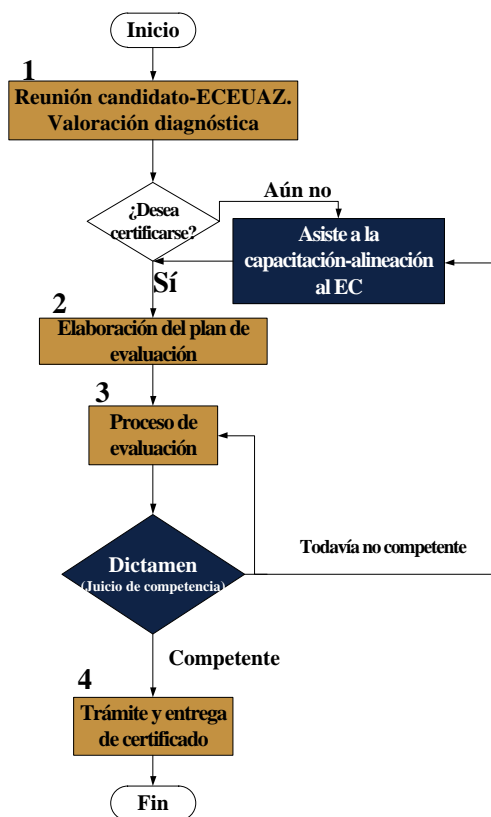 Inicio
1
Reunión candidato-ECEUAZ.
Valoración diagnóstica
¿Desea
certificarse?
Aún no
Asiste a la
capacitación-alineación
al EC
Sí
2
Elaboración del plan de
evaluación
3
Proceso de
evaluación
Dictamen
(Juicio de competencia)
Todavía no competente
Competente
4
Trámite y entrega
de certificado
Fin